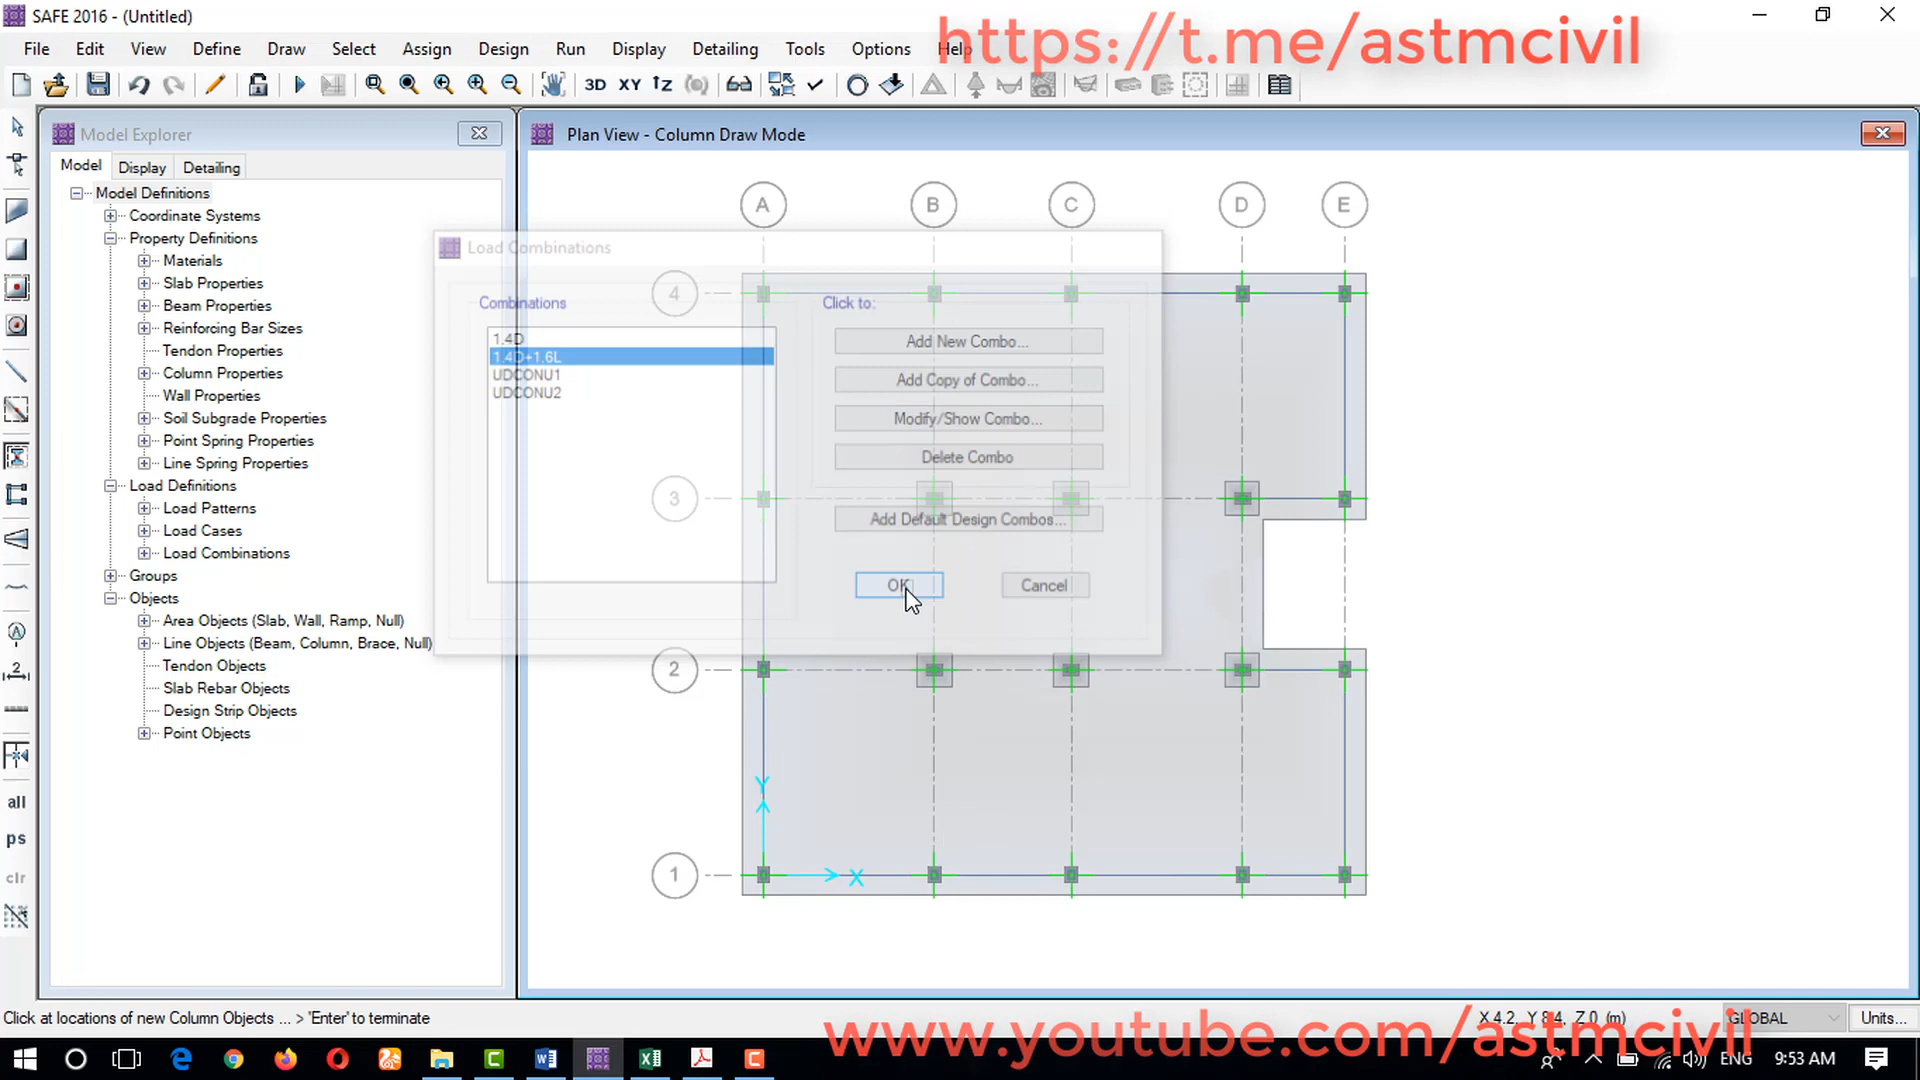 SAFE 2016 - (Untitled)
https://t.me/astmcivil
File Edit View Define Draw Select Assign Design Run Display Detailing Tools Options Help
3D XY
Model Explorer
Plan View - Column Draw Mode
Model Display Detailing
Model Definitions
Coordinate Systems
Property Definitions
Materials
Slab Properties
Beam Properties
Reinforcing Bar Sizes
Tendon Properties
Column Properties
Wall Properties
Soil Subgrade Properties
Point Spring Properties
Line Spring Properties
Load Definitions
Load Patterns
Load Cases
Load Combinations
Groups
Objects
Area Objects (Slab, Wall, Ramp, Null)
Line Objects (Beam, Column, Brace, Null)
Tendon Objects
Slab Rebar Objects
Design Strip Objects
Point Objects
all
ps
clr
A B C D E
4
3
2
1
Y
X
Load Combinations
Combinations
1.4D
1.4D+1.6L
UDCONU1
UDCONU2
Click to:
Add New Combo...
Add Copy of Combo...
Modify/Show Combo...
Delete Combo
Add Default Design Combos...
OK
Cancel
Click at locations of new Column Objects ... > 'Enter' to terminate
X 4.2, Y 8.4, Z 0 (m)
GLOBAL
Units...
www.youtube.com/astmcivil
ENG
9:53 AM